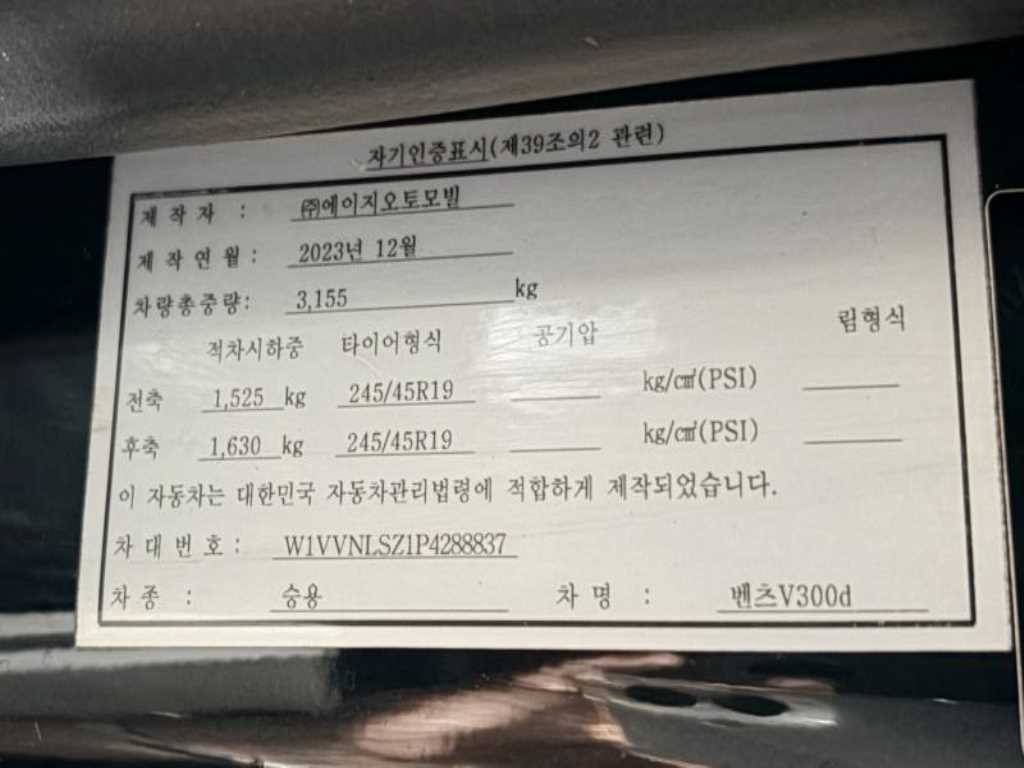 자기인증표시(제39조의2 관련)
제 작 자 : ㈜에이지오토모빌
제 작 연 월 : 2023년 12월
차량총중량: 3,155 kg
적차시하중 타이어형식 공기압 림형식
전축 1,525 kg 245/45R19 kg/㎠(PSI)
후축 1,630 kg 245/45R19 kg/㎠(PSI)
이 자동차는 대한민국 자동차관리법령에 적합하게 제작되었습니다.
차 대 번 호 : W1VVNLSZ1P4288837
차 종 : 승용 차 명 : 벤츠V300d